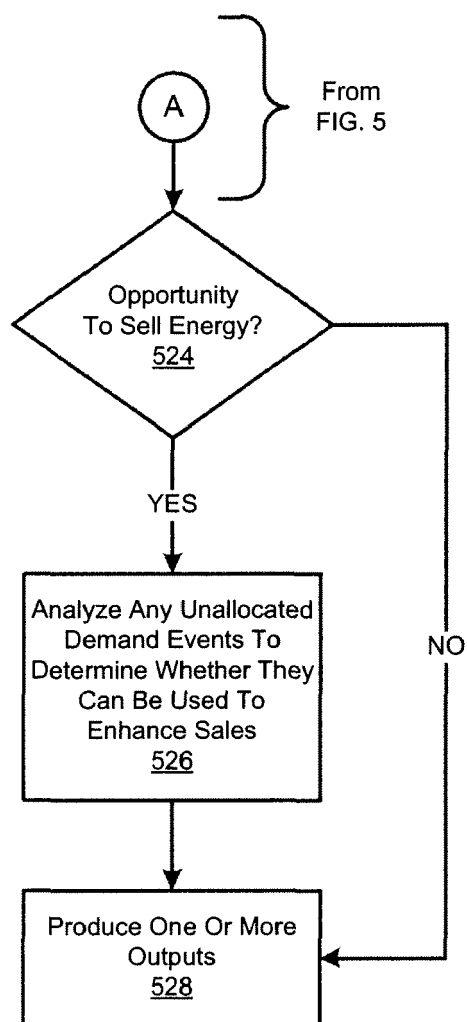 A
From
FIG. 5
Opportunity
To Sell Energy?
524
YES
Analyze Any Unallocated
Demand Events To
Determine Whether They
Can Be Used To
Enhance Sales
526
NO
Produce One Or More
Outputs
528